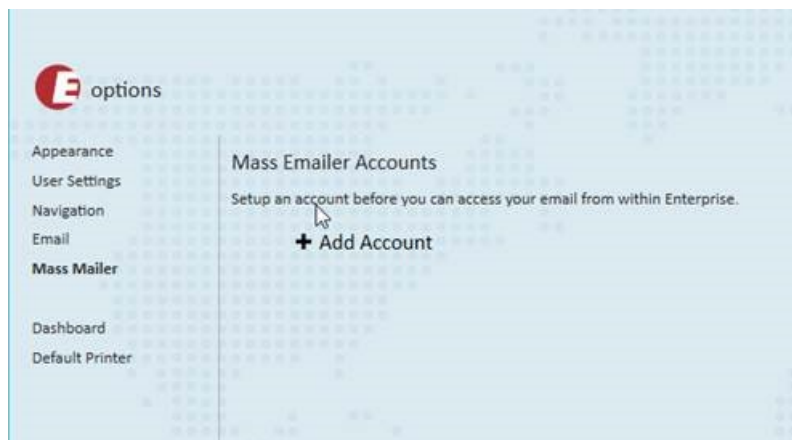 E options
Appearance
User Settings
Navigation
Email
Mass Mailer
Dashboard
Default Printer
Mass Emailer Accounts
Setup an account before you can access your email from within Enterprise.
+ Add Account